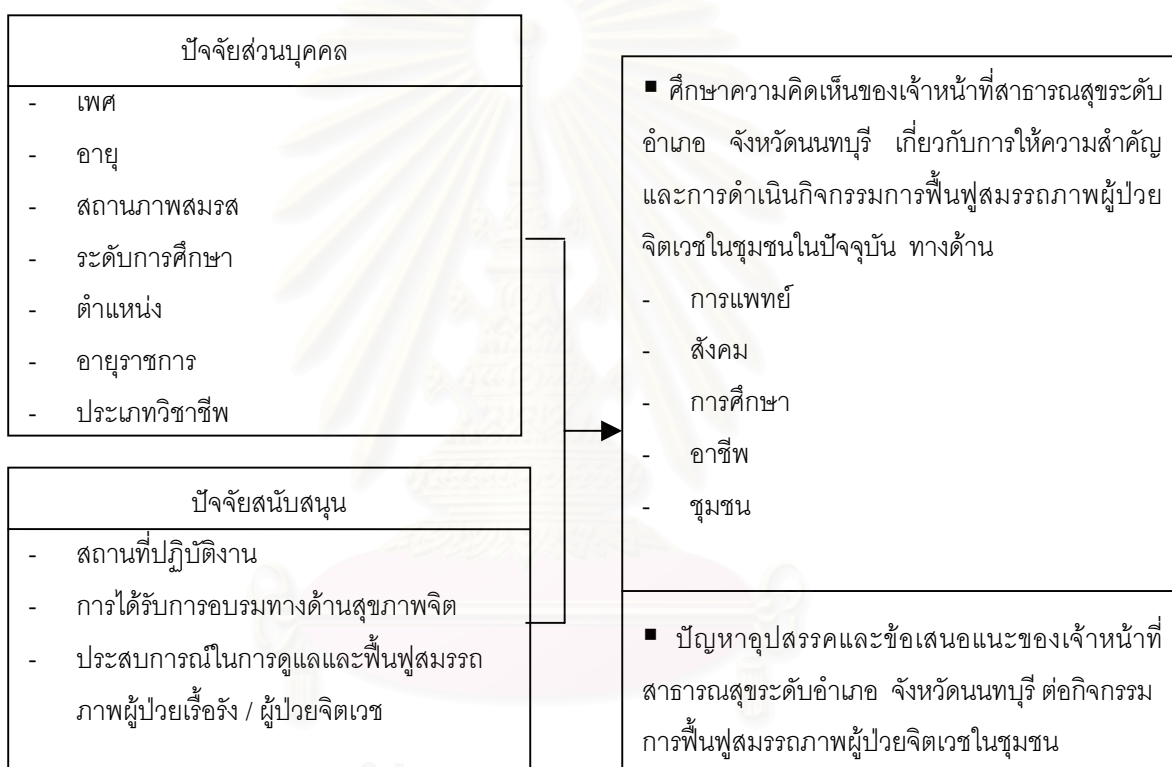 ปัจจัยส่วนบุคคล
- เพศ
- อายุ
- สถานภาพสมรส
- ระดับการศึกษา
- ตำแหน่ง
- อายุราชการ
- ประเภทวิชาชีพ
ปัจจัยสนับสนุน
- สถานที่ปฏิบัติงาน
- การได้รับการอบรมทางด้านสุขภาพจิต
- ประสบการณ์ในการดูแลและฟื้นฟูสมรรถ
ภาพผู้ป่วยเรื้อรัง / ผู้ป่วยจิตเวช
▪ ศึกษาความคิดเห็นของเจ้าหน้าที่สาธารณสุขระดับ
อำเภอ จังหวัดนนทบุรี เกี่ยวกับการให้ความสำคัญ
และการดำเนินกิจกรรมการฟื้นฟูสมรรถภาพผู้ป่วย
จิตเวชในชุมชนในปัจจุบัน ทางด้าน
- การแพทย์
- สังคม
- การศึกษา
- อาชีพ
- ชุมชน
▪ ปัญหาอุปสรรคและข้อเสนอแนะของเจ้าหน้าที่
สาธารณสุขระดับอำเภอ จังหวัดนนทบุรี ต่อกิจกรรม
การฟื้นฟูสมรรถภาพผู้ป่วยจิตเวชในชุมชน